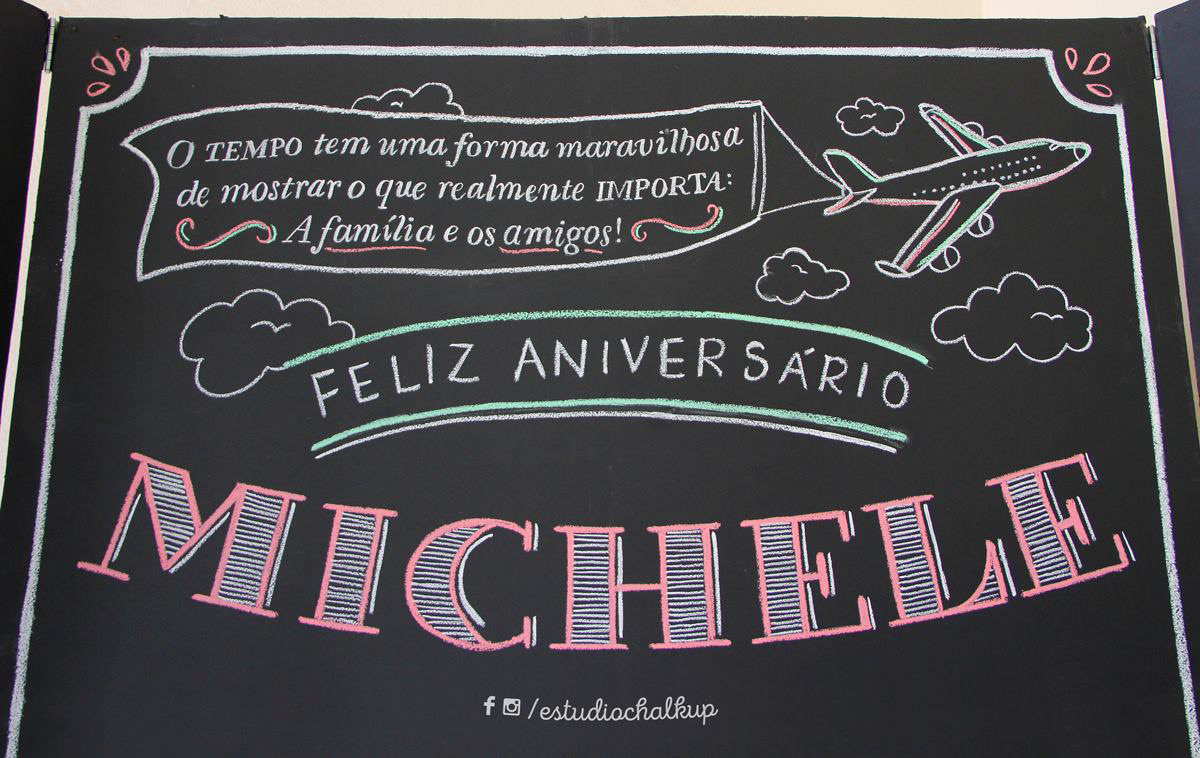 O TEMPO tem uma forma maravilhosa
de mostrar o que realmente IMPORTA:
A família e os amigos!
FELIZ ANIVERSÁRIO
MICHELE
f /estudiochalkup